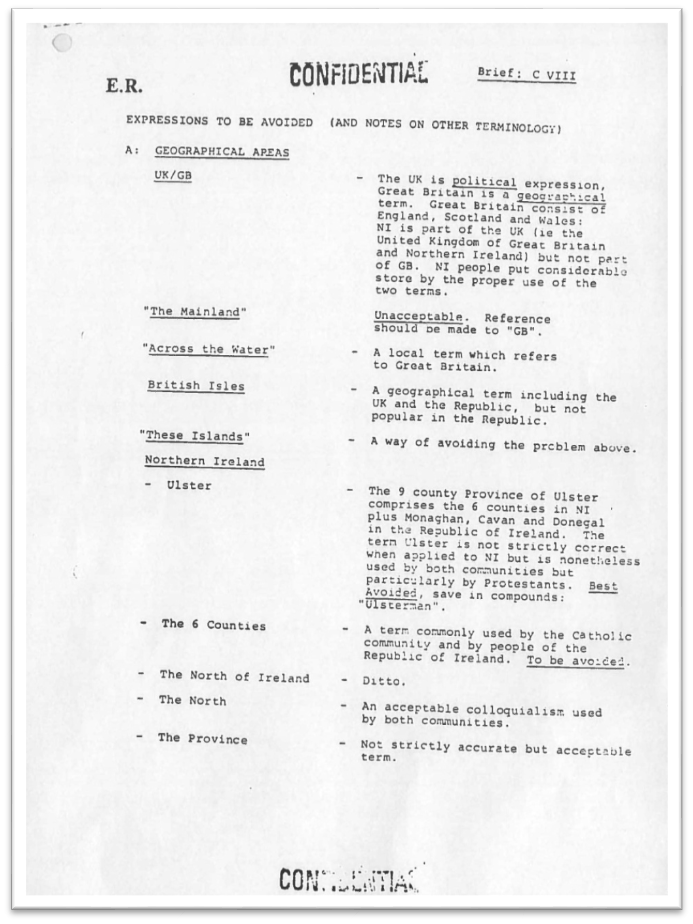 CONFIDENTIAL
Brief: C VIII
E.R.
EXPRESSIONS TO BE AVOIDED (AND NOTES ON OTHER TERMINOLOGY)
A: GEOGRAPHICAL AREAS
UK/GB
- The UK is political expression,
Great Britain is a geographical
term. Great Britain consist of
England, Scotland and Wales:
NI is part of the UK (ie the
United Kingdom of Great Britain
and Northern Ireland) but not part
of GB. NI people put considerable
store by the proper use of the
two terms.
"The Mainland"
Unacceptable. Reference
should be made to "GB".
"Across the Water"
- A local term which refers
to Great Britain.
British Isles
- A geographical term including the
UK and the Republic, but not
popular in the Republic.
"These Islands"
- A way of avoiding the problem above.
Northern Ireland
- Ulster
- The 9 county Province of Ulster
comprises the 6 counties in NI
plus Monaghan, Cavan and Donegal
in the Republic of Ireland. The
term Ulster is not strictly correct
when applied to NI but is nonetheless
used by both communities but
particularly by Protestants. Best
Avoided, save in compounds:
"Ulsterman".
- The 6 Counties
- A term commonly used by the Catholic
community and by people of the
Republic of Ireland. To be avoided.
- The North of Ireland
- Ditto.
- The North
- An acceptable colloquialism used
by both communities.
- The Province
- Not strictly accurate but acceptable
term.
CONFIDENTIAL